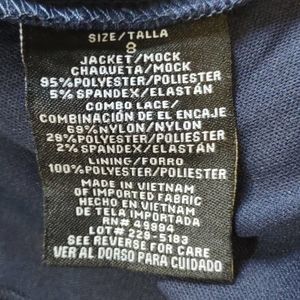 SIZE/TALLA
8
JACKET/MOCK
CHAQUETA/MOCK
95%POLYESTER/POLIESTER
5% SPANDEX/ELASTÁN
COMBO LACE/
COMBINACIÓN DE EL ENCAJE
69%NYLON/NYLON
29%POLYESTER/POLIESTER
2% SPANDEX/ELASTÁN
LINING/FORRO
100%POLYESTER/POLIESTER
MADE IN VIETNAM
OF IMPORTED FABRIC
HECHO EN VIETNAM
DE TELA IMPORTADA
RN# 49894
LOT# 229-5183
SEE REVERSE FOR CARE
VER AL DORSO PARA CUIDADO